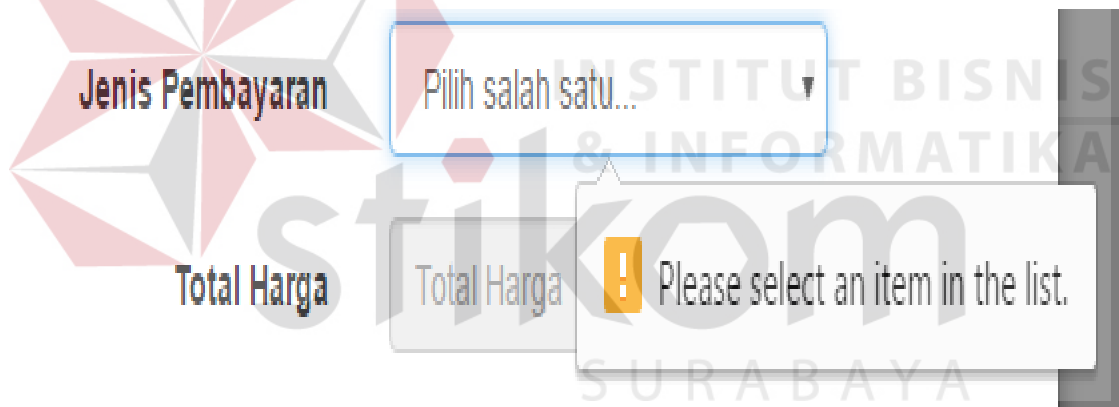 Jenis Pembayaran Pilih salah satu...
INSTITUT BISNIS
& INFORMATIKA
stikom
Total Harga Total Harga ! Please select an item in the list.
SURABAYA